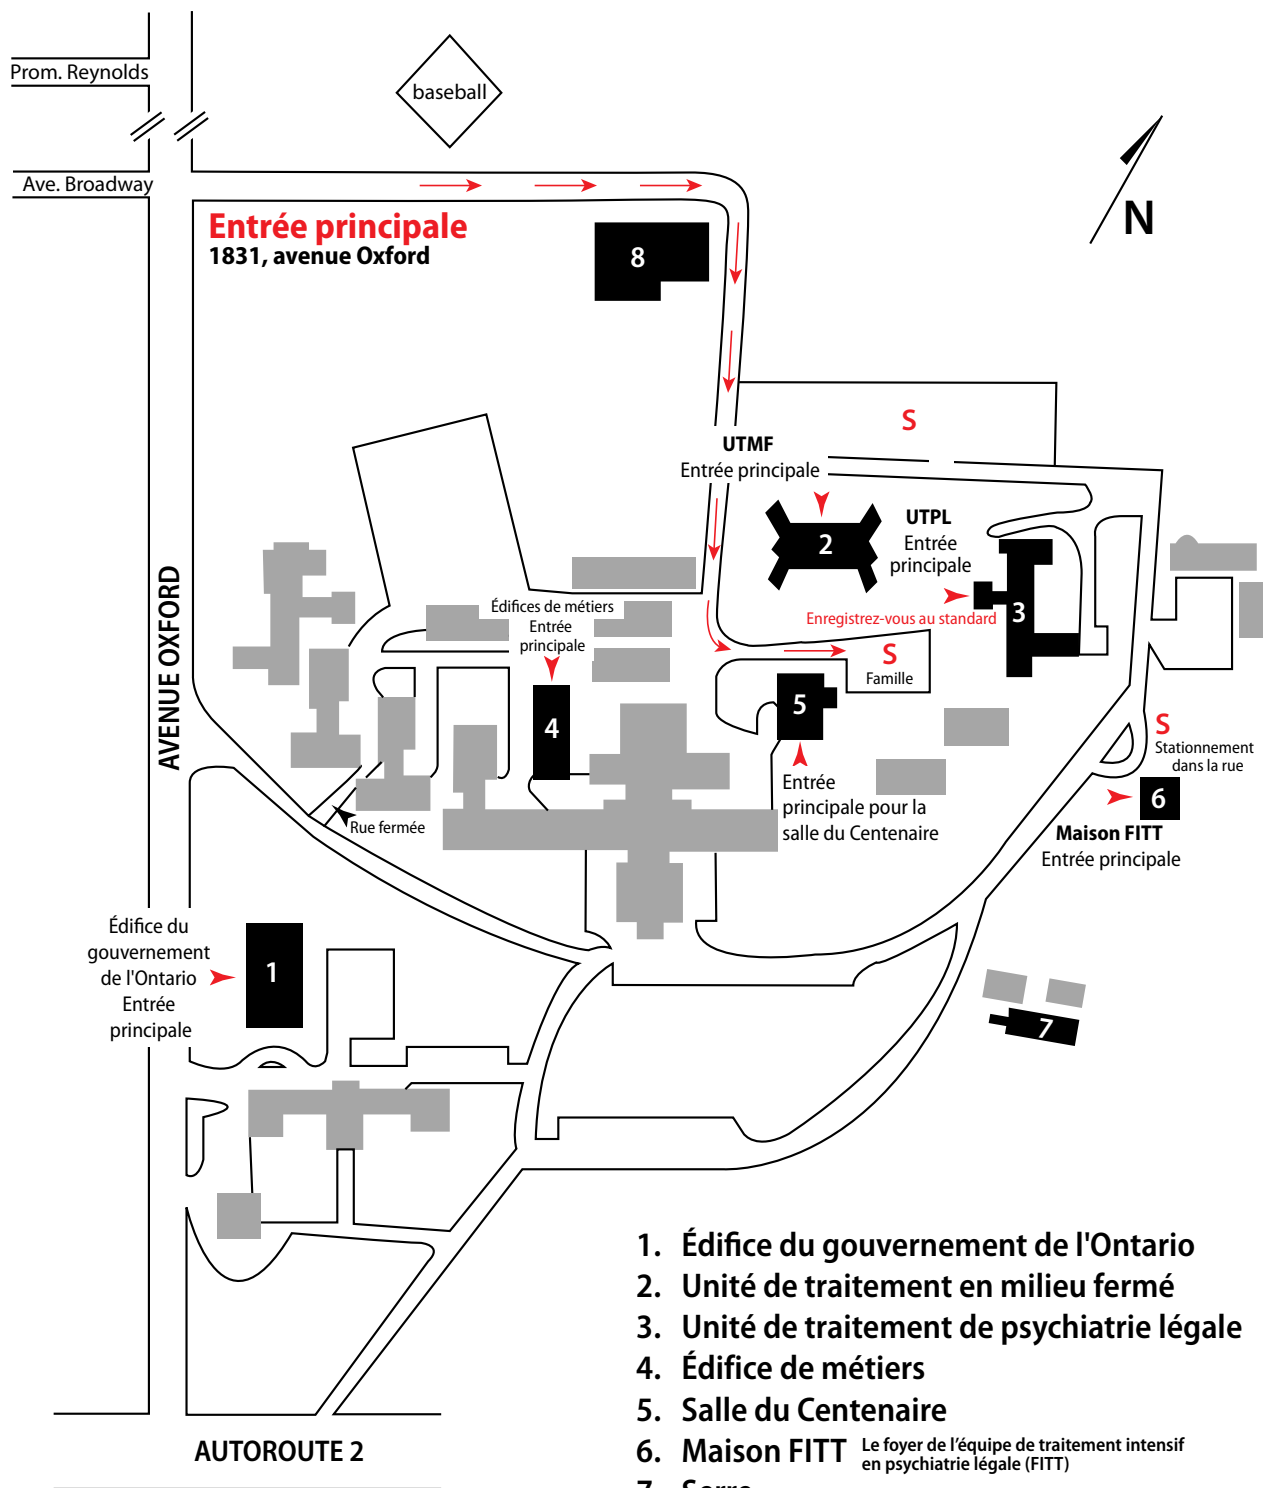 Prom. Reynolds
baseball
Ave. Broadway
Entrée principale
1831, avenue Oxford
N
8
S
UTMF
Entrée principale
2
UTPL
Entrée
principale
Enregistrez-vous au standard
3
AVENUE OXFORD
Édifices de métiers
Entrée
principale
S
Famille
4
5
S
Stationnement
dans la rue
Entrée
principale pour la
salle du Centenaire
6
Rue fermée
Maison FITT
Entrée principale
Édifice du
gouvernement
de l'Ontario
Entrée
principale
1
7
1. Édifice du gouvernement de l'Ontario
2. Unité de traitement en milieu fermé
3. Unité de traitement de psychiatrie légale
4. Édifice de métiers
5. Salle du Centenaire
6. Maison FITT Le foyer de l’équipe de traitement intensif
en psychiatrie légale (FITT)
7. Serre
AUTOROUTE 2